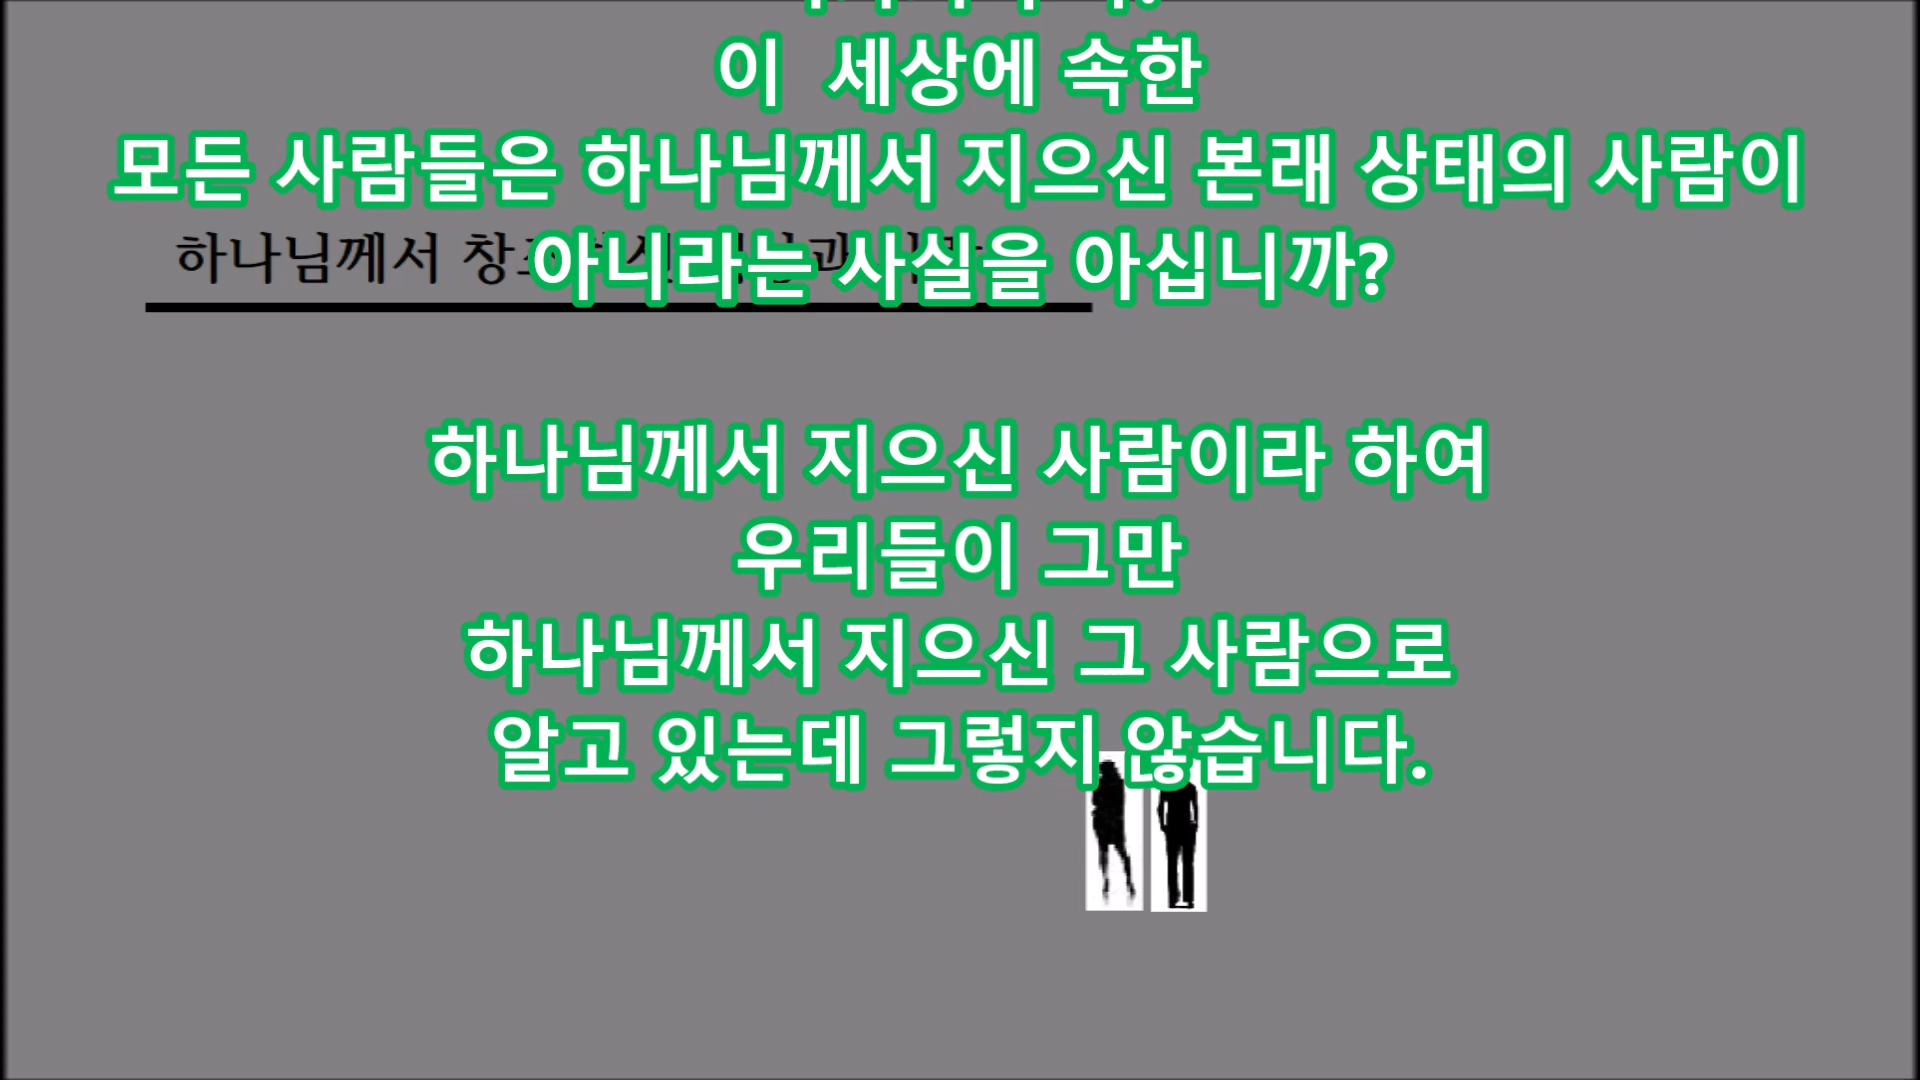 이 세상에 속한
모든 사람들은 하나님께서 지으신 본래 상태의 사람이
아니라는 사실을 아십니까?
하나님께서
하나님께서 지으신 사람이라 하여
우리들이 그만
하나님께서 지으신 그 사람으로
알고 있는데 그렇지 않습니다.